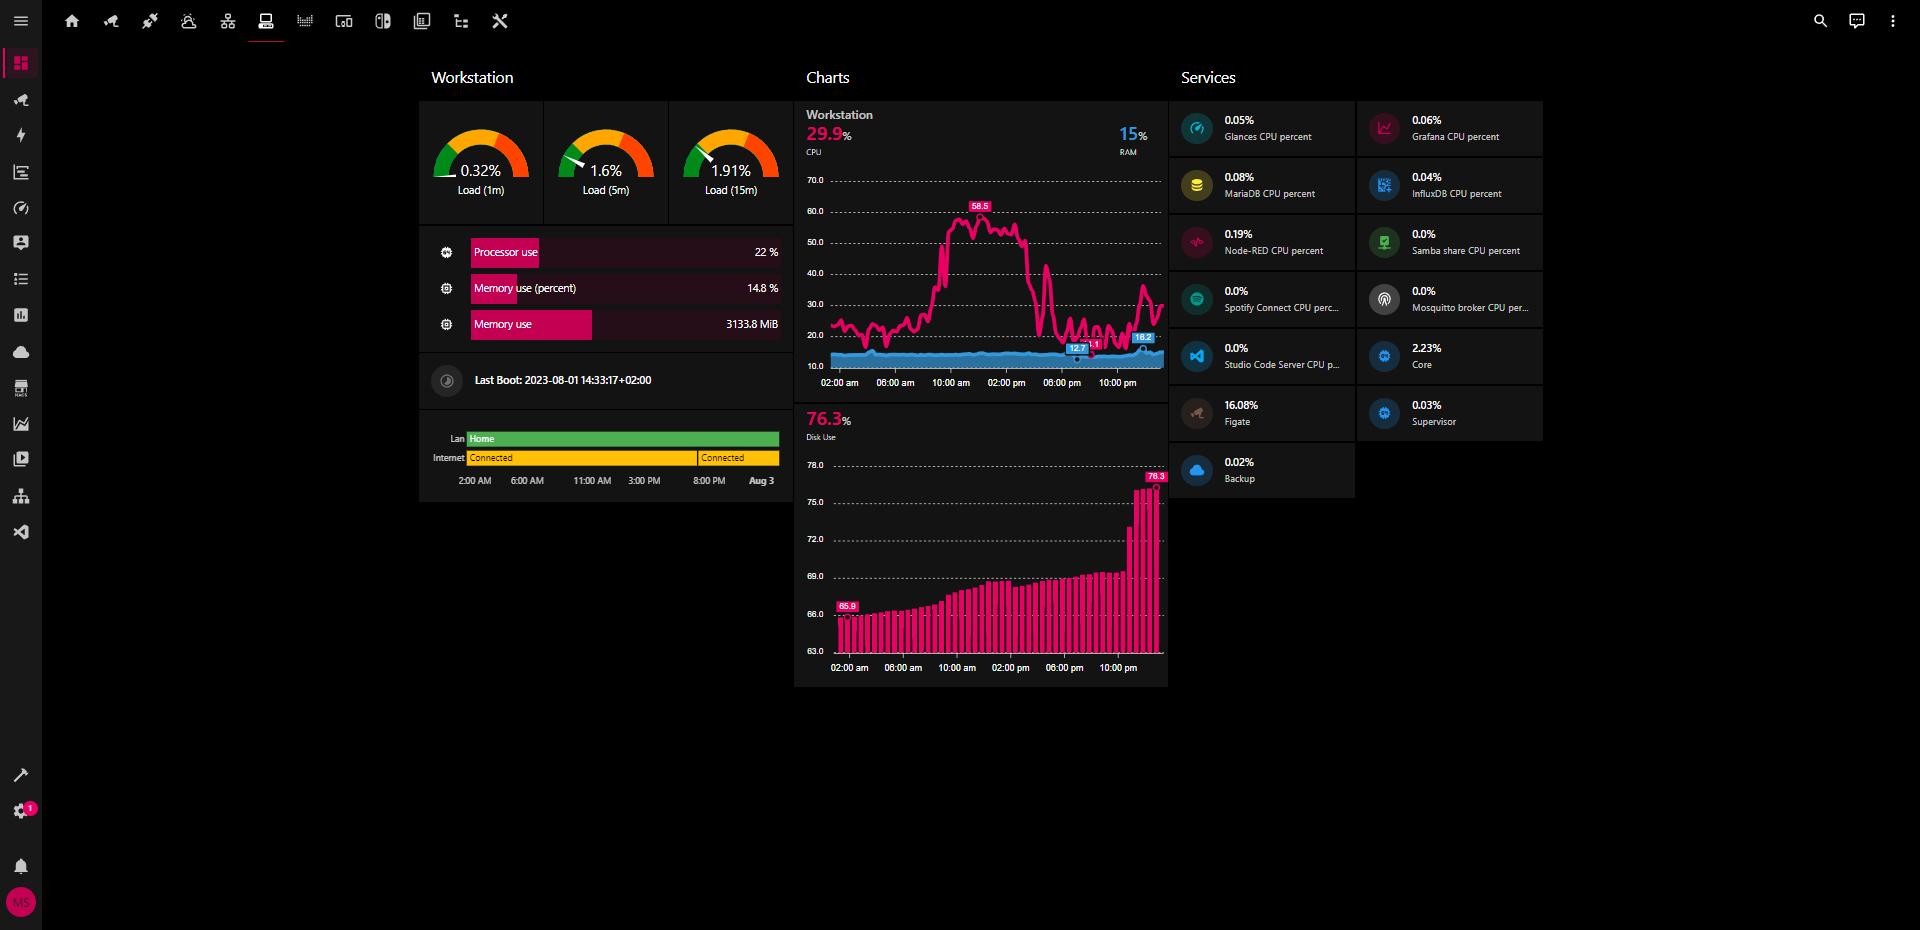 Workstation
0.32%
Load (1m)
1.6%
Load (5m)
1.91%
Load (15m)
Processor use
22 %
Memory use (percent)
14.8 %
Memory use
3133.8 MiB
Last Boot: 2023-08-01 14:33:17+02:00
Lan
Home
Internet
Connected
Connected
2:00 AM
6:00 AM
11:00 AM
3:00 PM
8:00 PM
Aug 3
Charts
Workstation
29.9%
CPU
15%
RAM
70.0
60.0
50.0
40.0
30.0
20.0
10.0
58.5
12.7
16.2
02:00 am
06:00 am
10:00 am
02:00 pm
06:00 pm
10:00 pm
76.3%
Disk Use
78.0
75.0
72.0
69.0
66.0
63.0
65.9
76.3
02:00 am
06:00 am
10:00 am
02:00 pm
06:00 pm
10:00 pm
Services
0.05%
Glances CPU percent
0.06%
Grafana CPU percent
0.08%
MariaDB CPU percent
0.04%
InfluxDB CPU percent
0.19%
Node-RED CPU percent
0.0%
Samba share CPU percent
0.0%
Spotify Connect CPU perc...
0.0%
Mosquitto broker CPU per...
0.0%
Studio Code Server CPU p...
2.23%
Core
16.08%
Figate
0.03%
Supervisor
0.02%
Backup
HACS
1
MS